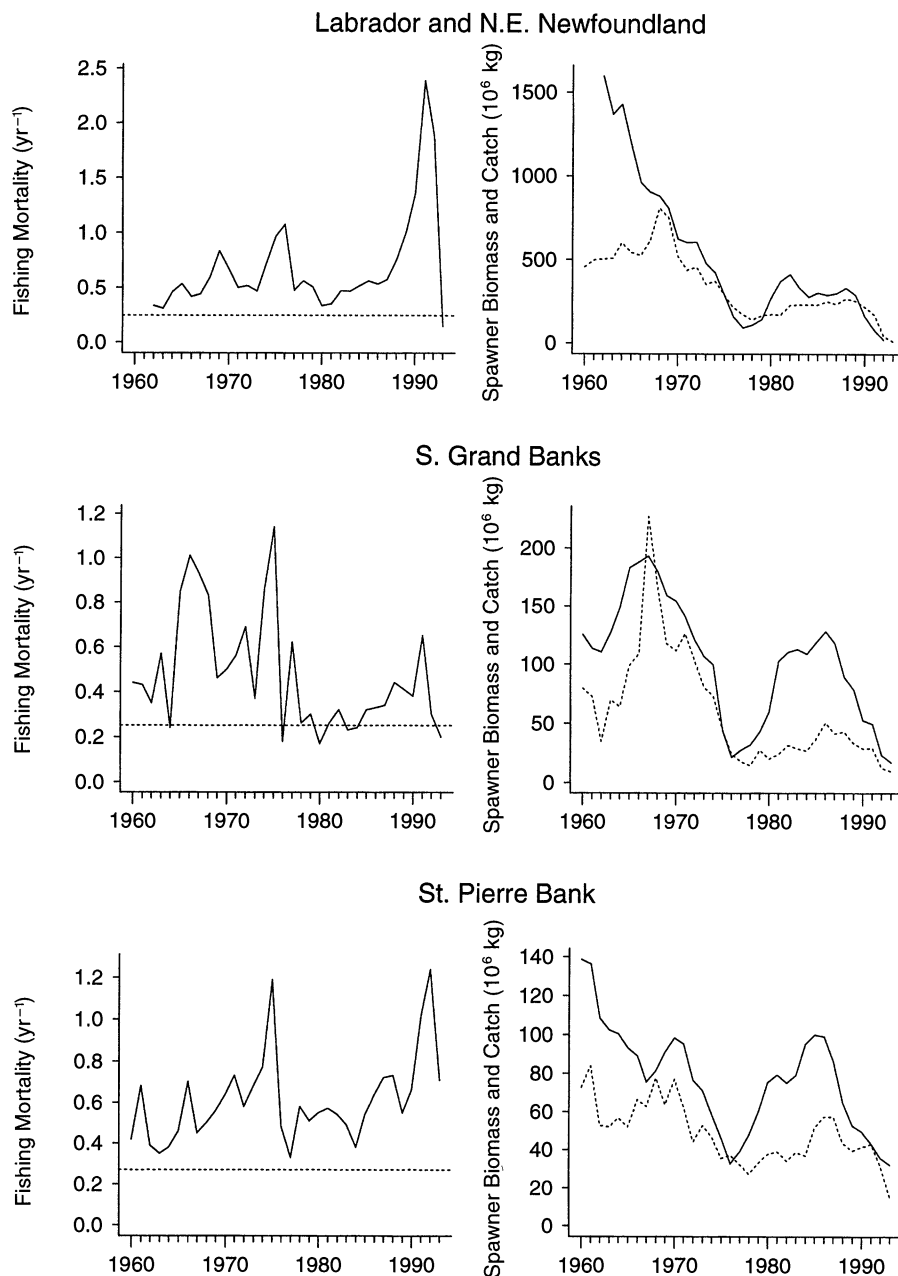 Labrador and N.E. Newfoundland
Fishing Mortality (yr⁻¹)
2.5
2.0
1.5
1.0
0.5
0.0
1960 1970 1980 1990
Spawner Biomass and Catch (10⁶ kg)
1500
1000
500
0
1960 1970 1980 1990
S. Grand Banks
Fishing Mortality (yr⁻¹)
1.2
1.0
0.8
0.6
0.4
0.2
0.0
1960 1970 1980 1990
Spawner Biomass and Catch (10⁶ kg)
200
150
100
50
0
1960 1970 1980 1990
St. Pierre Bank
Fishing Mortality (yr⁻¹)
1.2
1.0
0.8
0.6
0.4
0.2
0.0
1960 1970 1980 1990
Spawner Biomass and Catch (10⁶ kg)
140
120
100
80
60
40
20
0
1960 1970 1980 1990